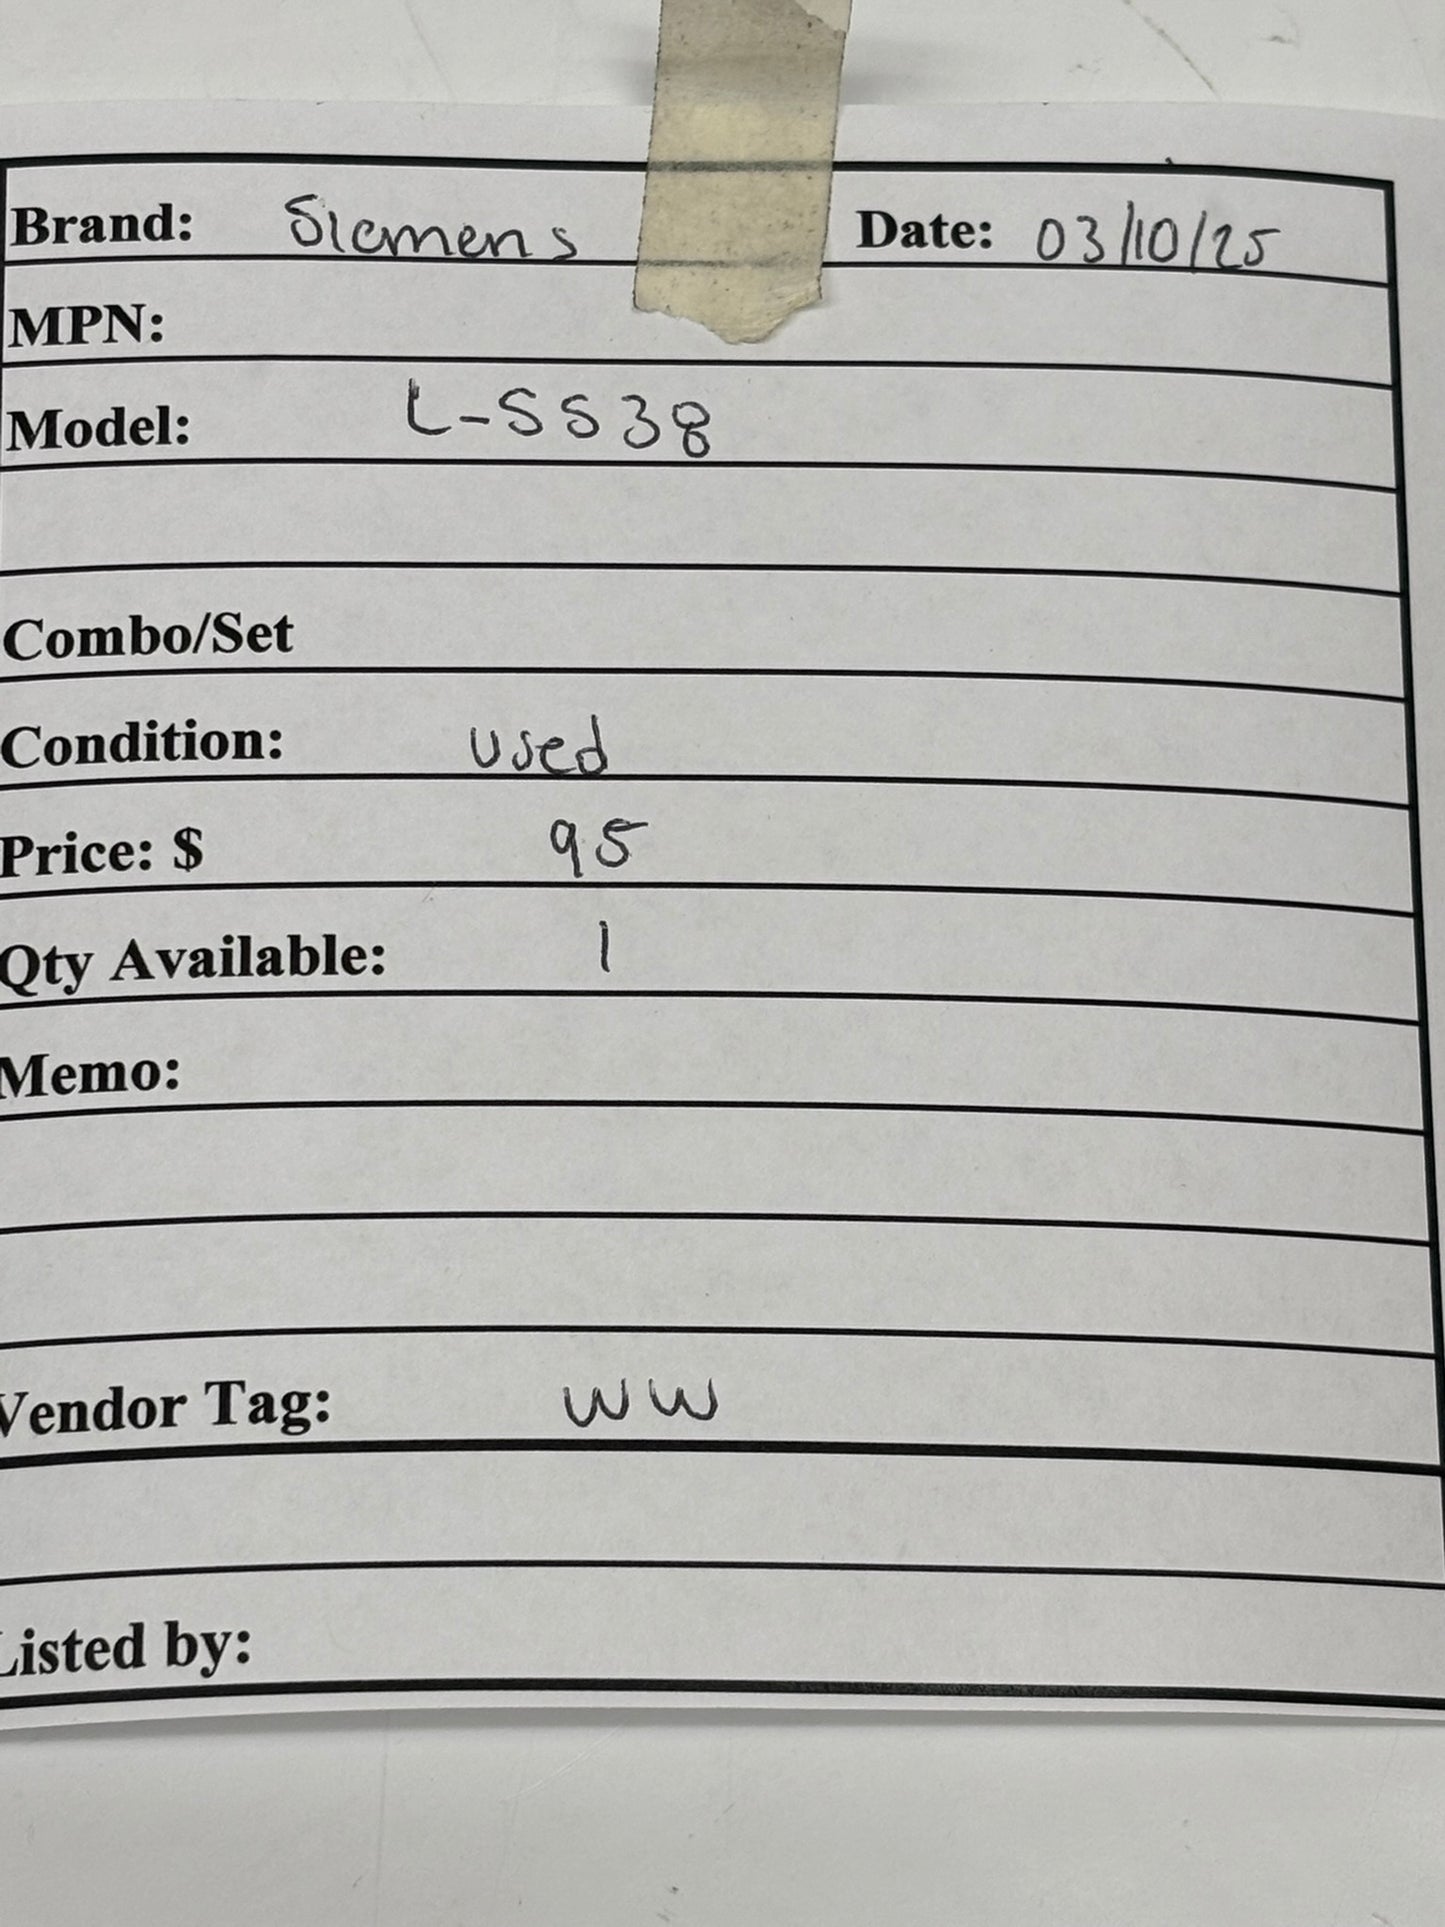 Brand: Siemens Date: 03/10/25
MPN:
Model: L-SS38
Combo/Set
Condition: Used
Price: $ 95
Qty Available: 1
Memo:
Vendor Tag: WW
Listed by: